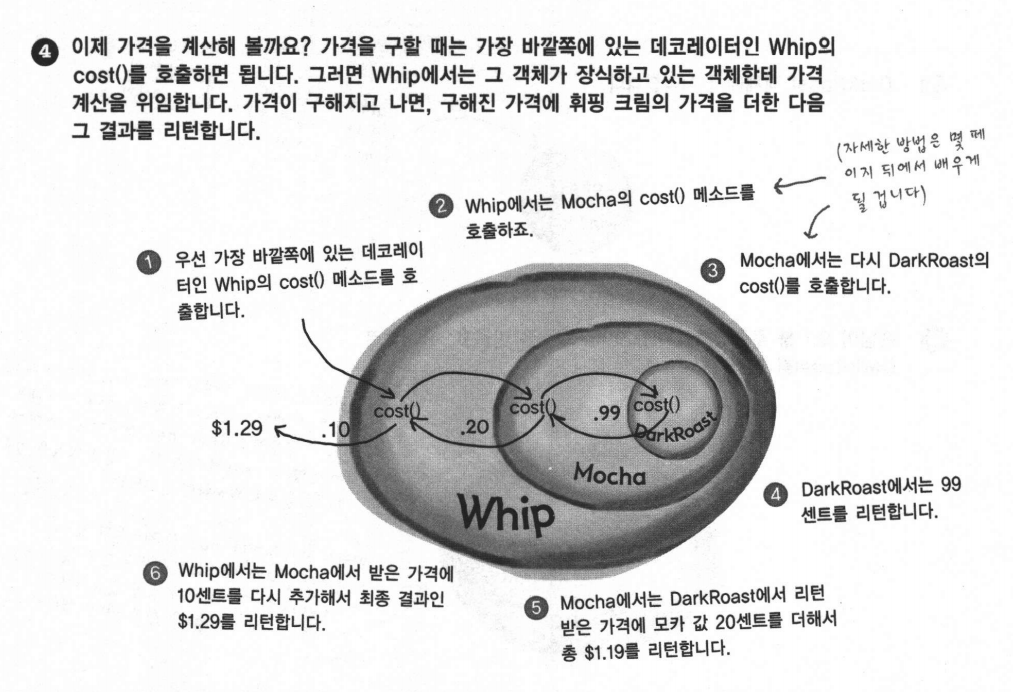 4 이제 가격을 계산해 볼까요? 가격을 구할 때는 가장 바깥쪽에 있는 데코레이터인 Whip의
cost()를 호출하면 됩니다. 그러면 Whip에서는 그 객체가 장식하고 있는 객체한테 가격
계산을 위임합니다. 가격이 구해지고 나면, 구해진 가격에 휘핑 크림의 가격을 더한 다음
그 결과를 리턴합니다.
(자세한 방법은 몇 페
이지 뒤에서 배우게
될 겁니다)
1 우선 가장 바깥쪽에 있는 데코레이
터인 Whip의 cost() 메소드를 호
출합니다.
2 Whip에서는 Mocha의 cost() 메소드를
호출하죠.
3 Mocha에서는 다시 DarkRoast의
cost()를 호출합니다.
$1.29 .10 cost() .20 cost() .99 cost()
DarkRoast
Mocha
Whip
4 DarkRoast에서는 99
센트를 리턴합니다.
5 Mocha에서는 DarkRoast에서 리턴
받은 가격에 모카 값 20센트를 더해서
총 $1.19를 리턴합니다.
6 Whip에서는 Mocha에서 받은 가격에
10센트를 다시 추가해서 최종 결과인
$1.29를 리턴합니다.